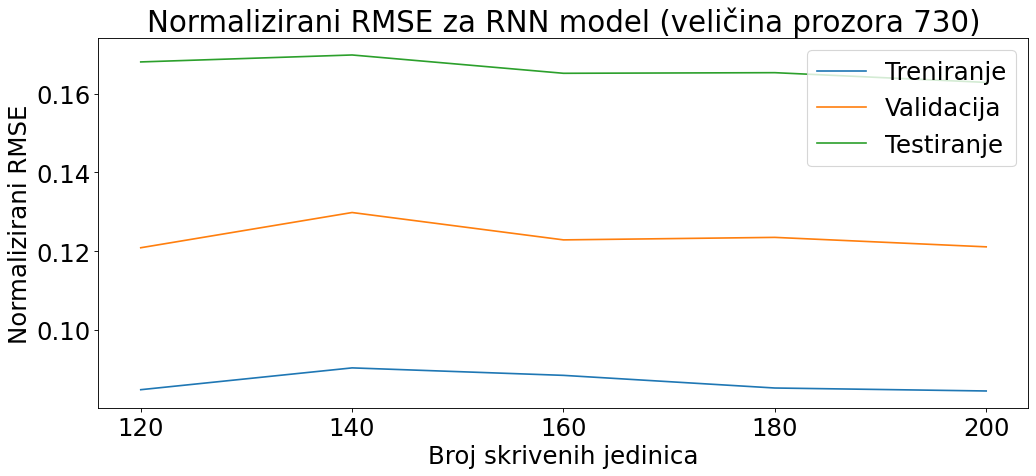 Normalizirani RMSE za RNN model (veličina prozora 730)
Treniranje
Validacija
Testiranje
Normalizirani RMSE
0.16
0.14
0.12
0.10
120 140 160 180 200
Broj skrivenih jedinica